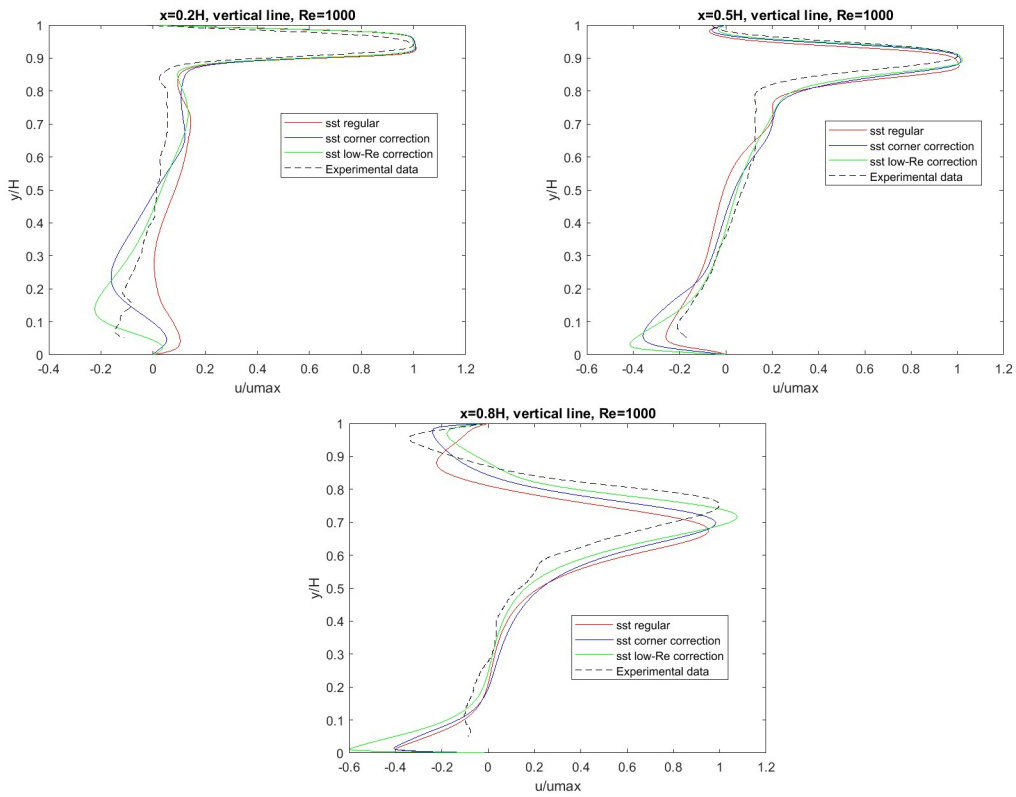 x=0.2H, vertical line, Re=1000
1
0.9
0.8
0.7
0.6
0.5
0.4
0.3
0.2
0.1
0
y/H
sst regular
sst corner correction
sst low-Re correction
Experimental data
-0.4 -0.2 0 0.2 0.4 0.6 0.8 1 1.2
u/umax
x=0.5H, vertical line, Re=1000
1
0.9
0.8
0.7
0.6
0.5
0.4
0.3
0.2
0.1
0
y/H
sst regular
sst corner correction
sst low-Re correction
Experimental data
-0.6 -0.4 -0.2 0 0.2 0.4 0.6 0.8 1 1.2
u/umax
x=0.8H, vertical line, Re=1000
1
0.9
0.8
0.7
0.6
0.5
0.4
0.3
0.2
0.1
0
y/H
sst regular
sst corner correction
sst low-Re correction
Experimental data
-0.6 -0.4 -0.2 0 0.2 0.4 0.6 0.8 1 1.2
u/umax